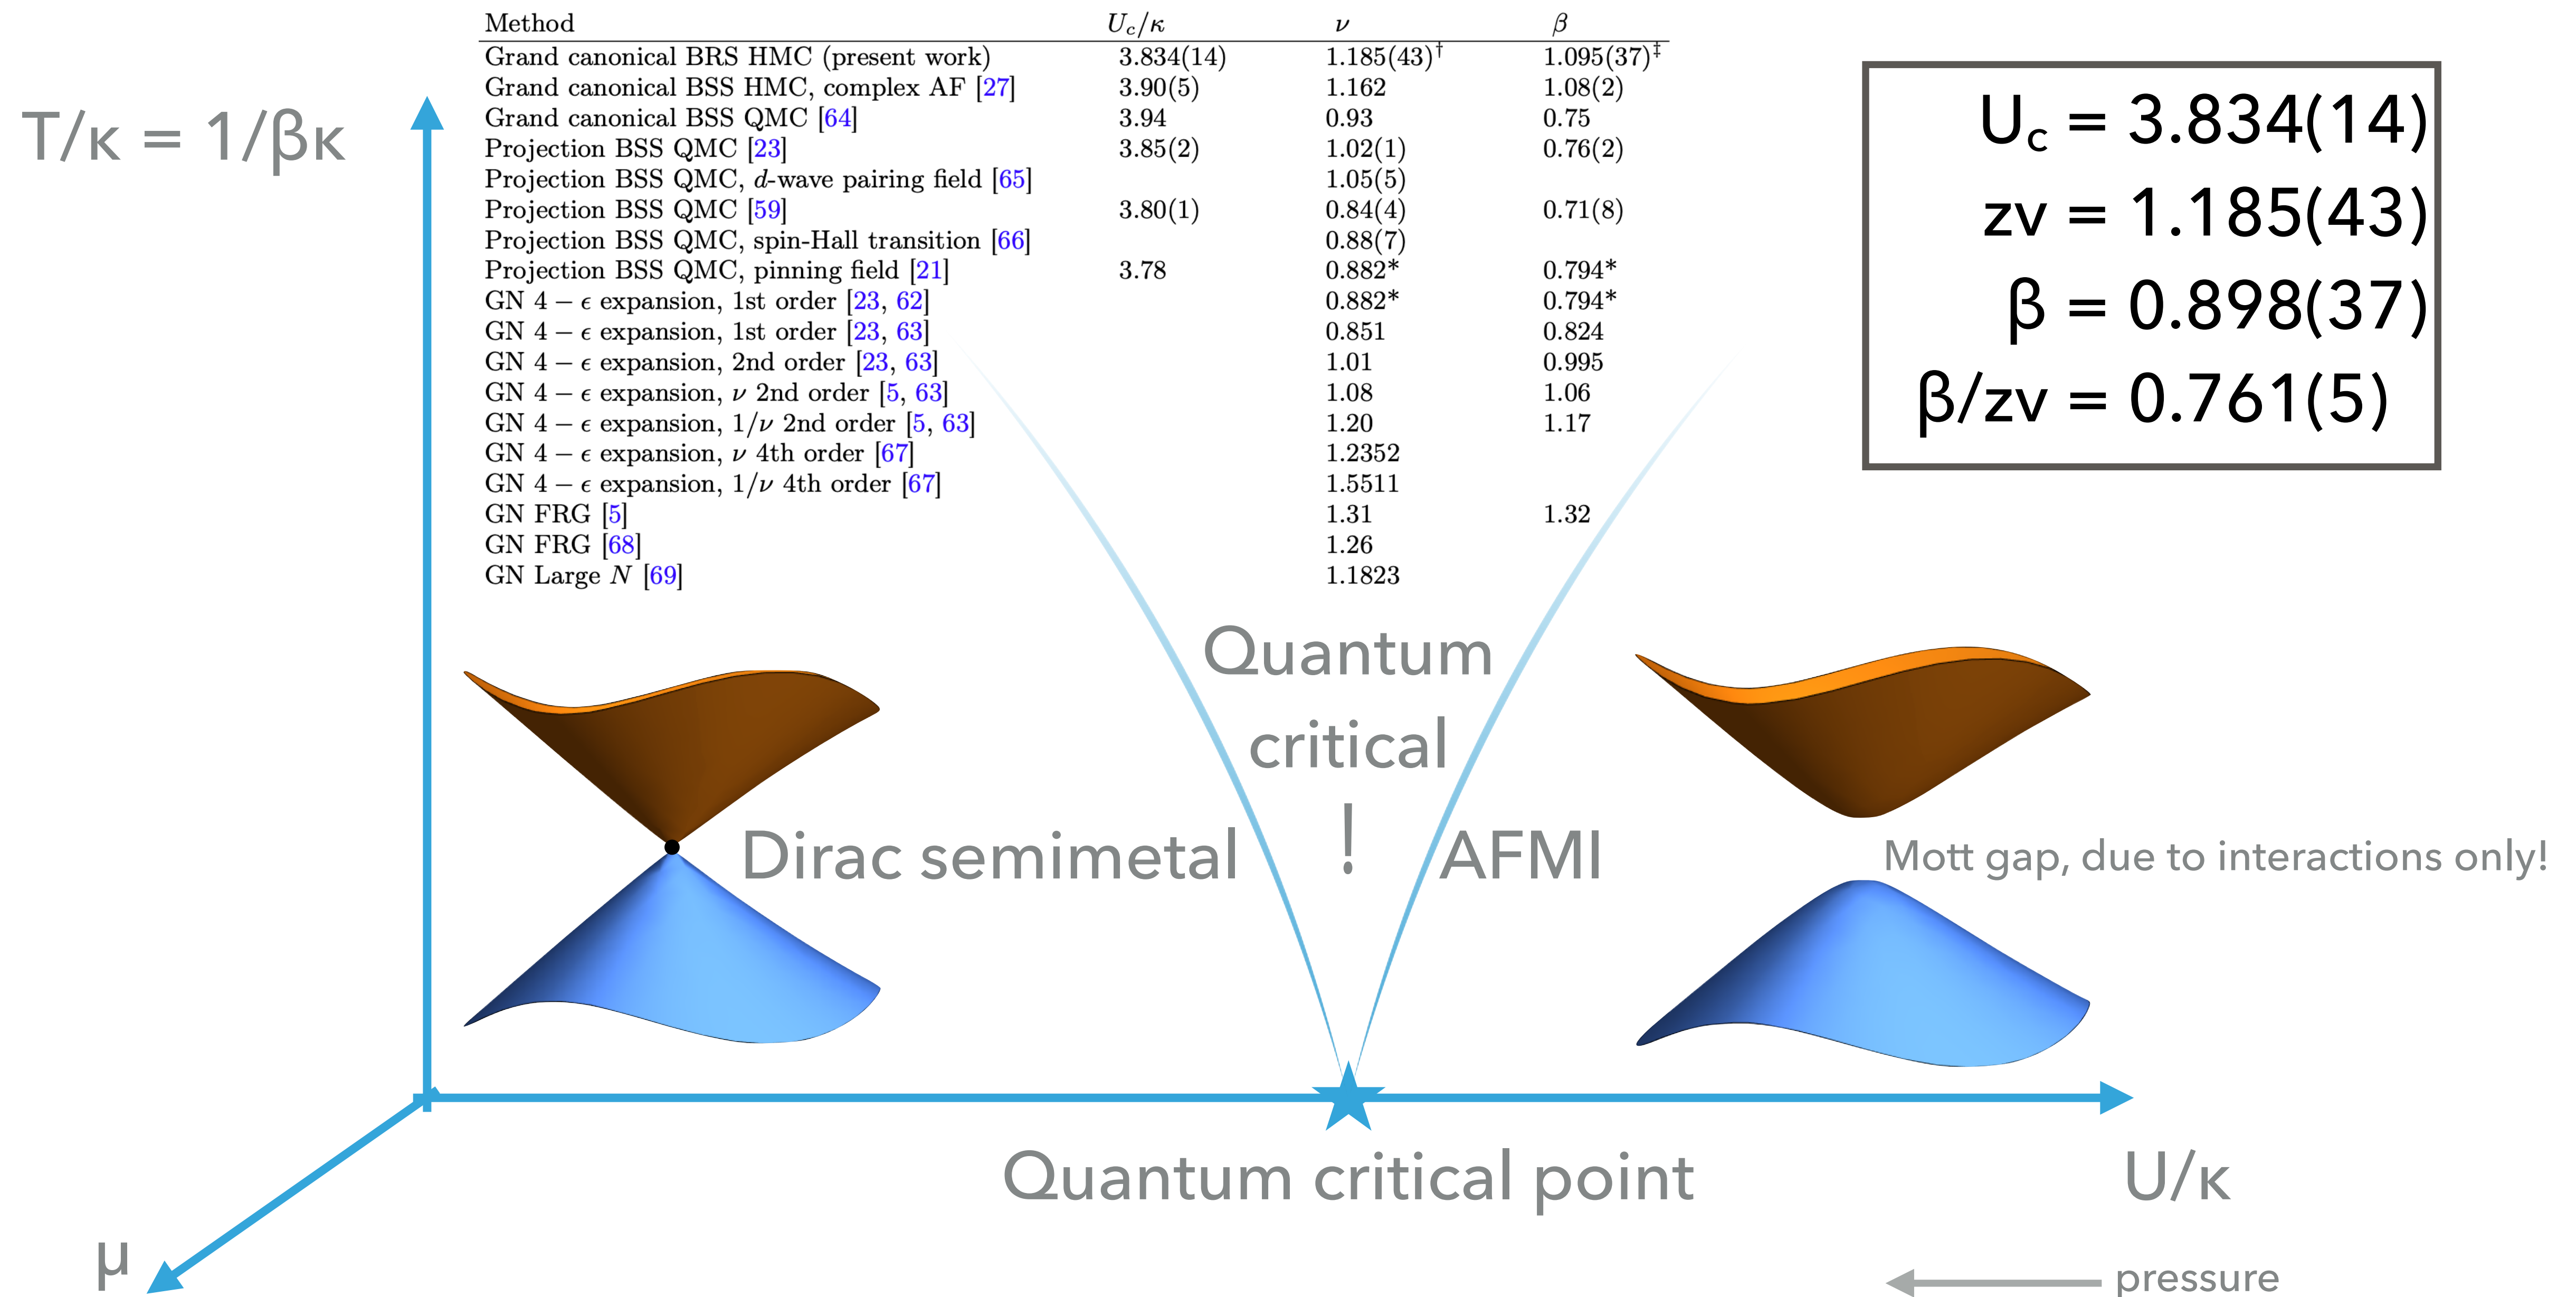 Method U_c/κ ν β
Grand canonical BRS HMC (present work) 3.834(14) 1.185(43)† 1.095(37)‡
Grand canonical BSS HMC, complex AF [27] 3.90(5) 1.162 1.08(2)
Grand canonical BSS QMC [64] 3.94 0.93 0.75
Projection BSS QMC [23] 3.85(2) 1.02(1) 0.76(2)
Projection BSS QMC, d-wave pairing field [65] 1.05(5)
Projection BSS QMC [59] 3.80(1) 0.84(4) 0.71(8)
Projection BSS QMC, spin-Hall transition [66] 0.88(7)
Projection BSS QMC, pinning field [21] 3.78 0.882* 0.794*
GN 4 − ϵ expansion, 1st order [23, 62] 0.882* 0.794*
GN 4 − ϵ expansion, 1st order [23, 63] 0.851 0.824
GN 4 − ϵ expansion, 2nd order [23, 63] 1.01 0.995
GN 4 − ϵ expansion, ν 2nd order [5, 63] 1.08 1.06
GN 4 − ϵ expansion, 1/ν 2nd order [5, 63] 1.20 1.17
GN 4 − ϵ expansion, ν 4th order [67] 1.2352
GN 4 − ϵ expansion, 1/ν 4th order [67] 1.5511
GN FRG [5] 1.31 1.32
GN FRG [68] 1.26
GN Large N [69] 1.1823
T/κ = 1/βκ
U_c = 3.834(14)
zν = 1.185(43)
β = 0.898(37)
β/zν = 0.761(5)
Quantum
critical
!
Dirac semimetal
AFMI
Mott gap, due to interactions only!
Quantum critical point
U/κ
μ
pressure